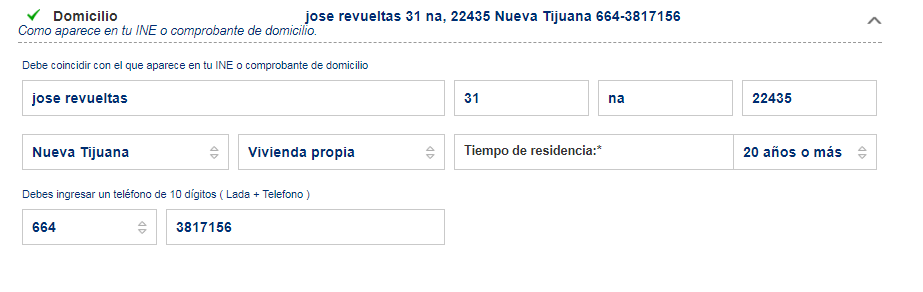 Domicilio jose revueltas 31 na, 22435 Nueva Tijuana 664-3817156
Como aparece en tu INE o comprobante de domicilio.
Debe coincidir con el que aparece en tu INE o comprobante de domicilio
jose revueltas 31 na 22435
Nueva Tijuana Vivienda propia Tiempo de residencia:* 20 años o más
Debes ingresar un teléfono de 10 dígitos ( Lada + Telefono )
664 3817156